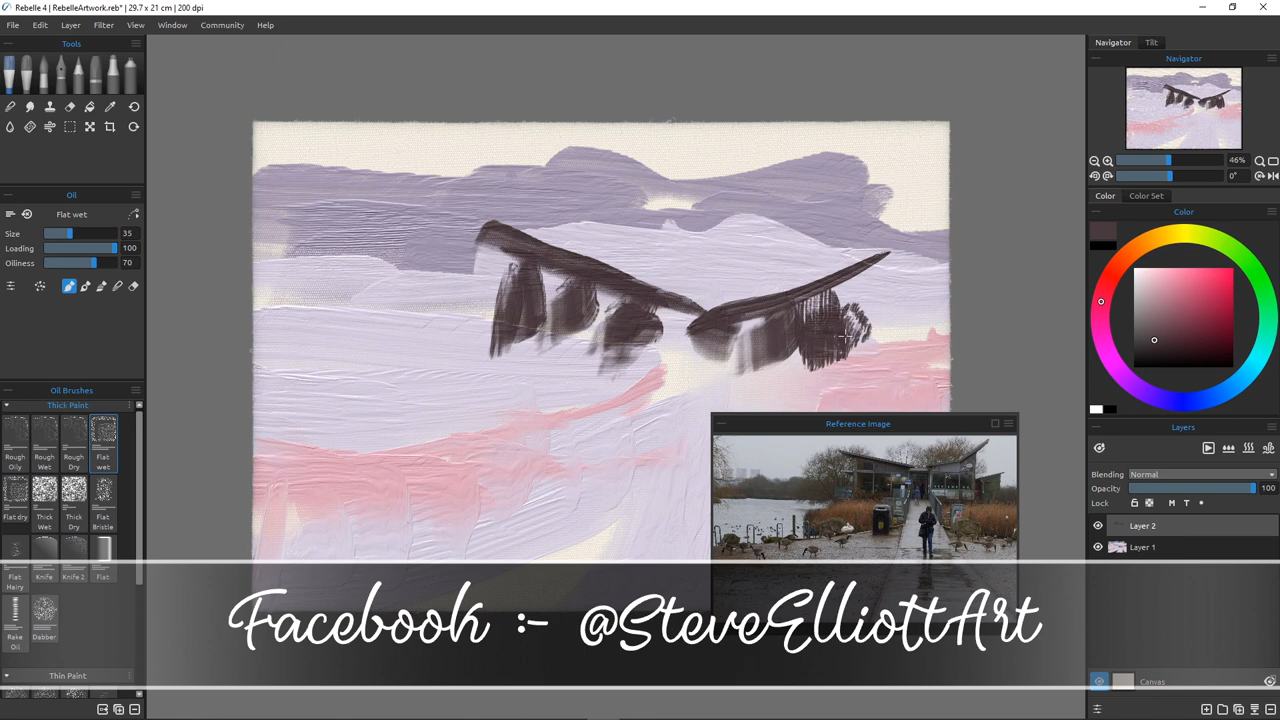 Rebelle 4 | RebelleArtwork.reb* | 29.7 x 21 cm | 200 dpi
File Edit Layer Filter View Window Community Help
Tools
Oil
Flat wet
Size 35
Loading 100
Oiliness 70
Oil Brushes
Thick Paint
Rough Oily
Rough Wet
Rough Dry
Flat wet
Flat dry
Thick Wet
Thick Dry
Flat Bristle
Flat Hairy
Knife
Knife 2
Flat
Rake Oil
Dabber
Thin Paint
Reference Image
Facebook :- @SteveElliottArt
Navigator Tilt
Navigator
46%
0°
Color Color Set
Color
Layers
Blending Normal
Opacity 100
Lock M T
Layer 2
Layer 1
Canvas